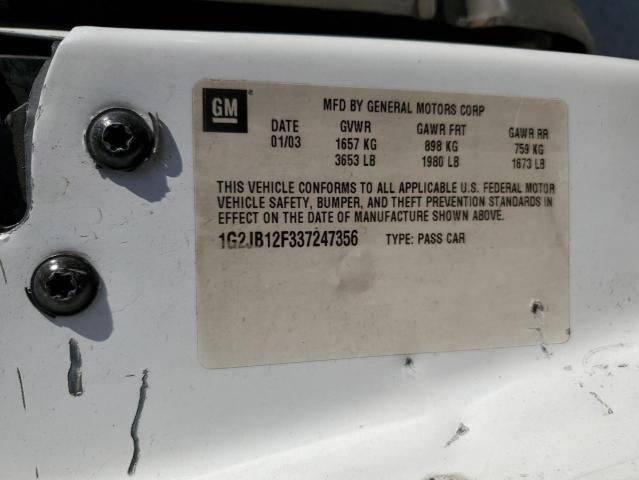 GM
MFD BY GENERAL MOTORS CORP
DATE GVWR GAWR FRT GAWR RR
01/03 1657 KG 898 KG 759 KG
3653 LB 1980 LB 1673 LB
THIS VEHICLE CONFORMS TO ALL APPLICABLE U.S. FEDERAL MOTOR
VEHICLE SAFETY, BUMPER, AND THEFT PREVENTION STANDARDS IN
EFFECT ON THE DATE OF MANUFACTURE SHOWN ABOVE.
1G2JB12F337247356 TYPE: PASS CAR